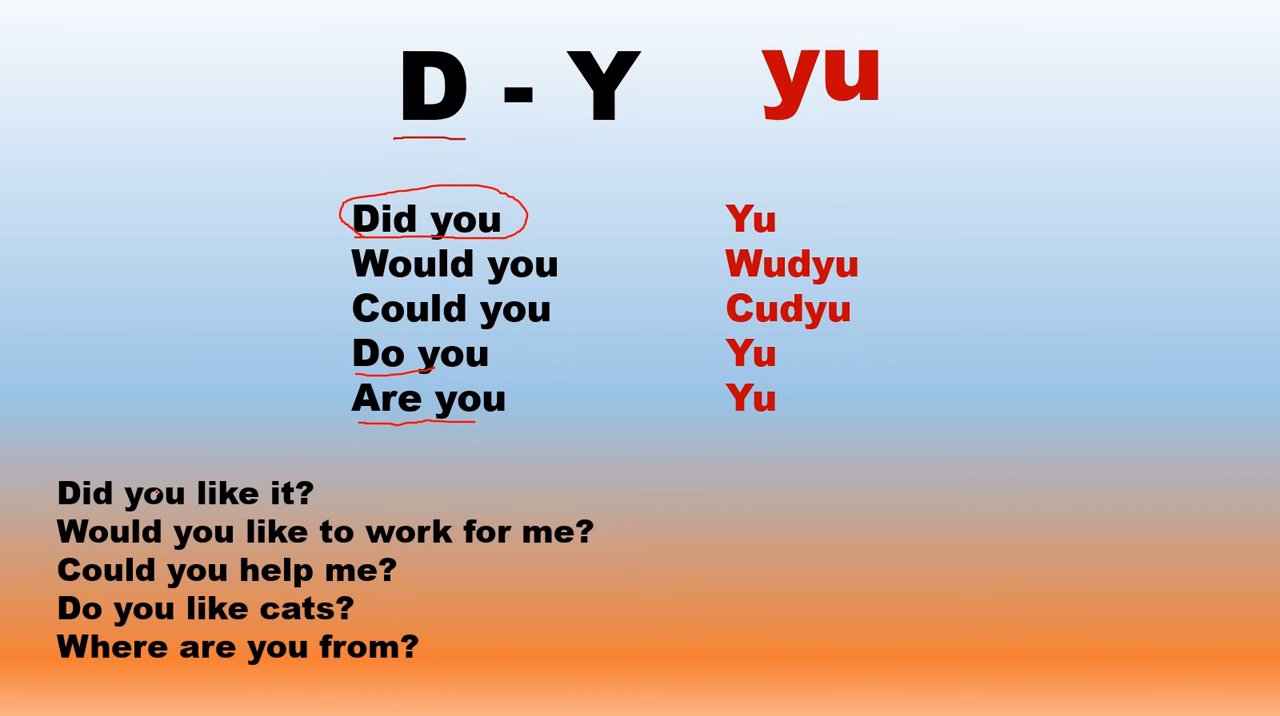 D - Y yu
Did you Yu
Would you Wudyu
Could you Cudyu
Do you Yu
Are you Yu
Did you like it?
Would you like to work for me?
Could you help me?
Do you like cats?
Where are you from?